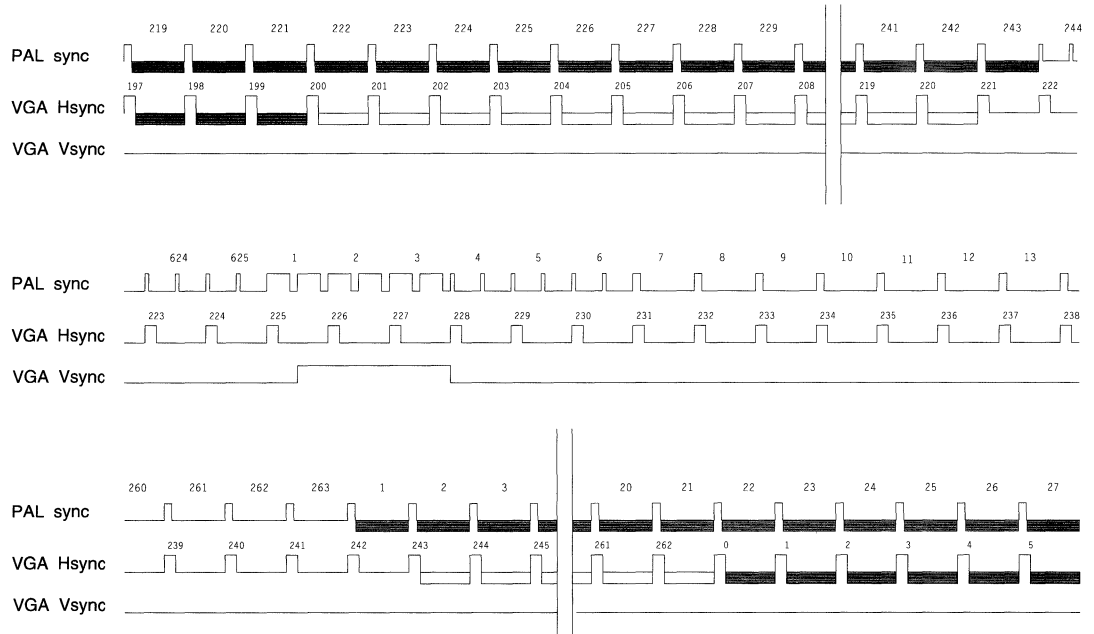 219 220 221 222 223 224 225 226 227 228 229 241 242 243 244
PAL sync
197 198 199 200 201 202 203 204 205 206 207 208 219 220 221 222
VGA Hsync
VGA Vsync
624 625 1 2 3 4 5 6 7 8 9 10 11 12 13
PAL sync
223 224 225 226 227 228 229 230 231 232 233 234 235 236 237 238
VGA Hsync
VGA Vsync
260 261 262 263 1 2 3 20 21 22 23 24 25 26 27
PAL sync
239 240 241 242 243 244 245 261 262 0 1 2 3 4 5
VGA Hsync
VGA Vsync